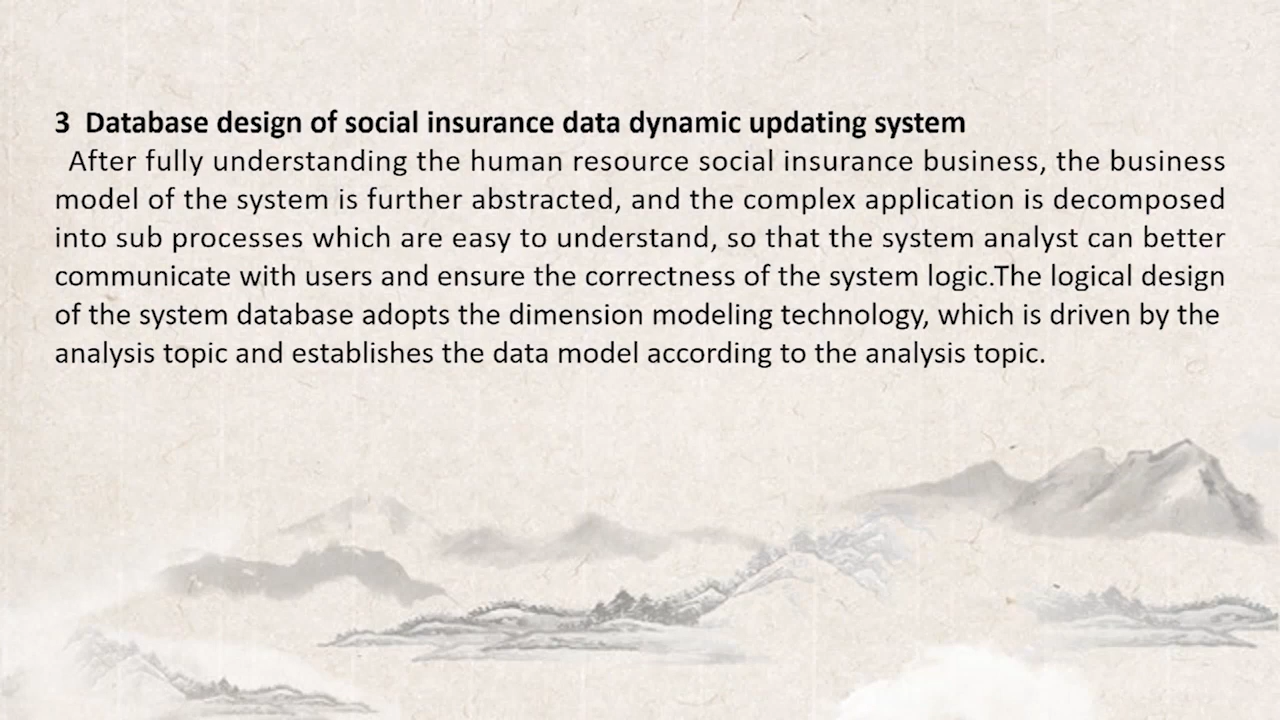 3 Database design of social insurance data dynamic updating system
After fully understanding the human resource social insurance business, the business
model of the system is further abstracted, and the complex application is decomposed
into sub processes which are easy to understand, so that the system analyst can better
communicate with users and ensure the correctness of the system logic.The logical design
of the system database adopts the dimension modeling technology, which is driven by the
analysis topic and establishes the data model according to the analysis topic.